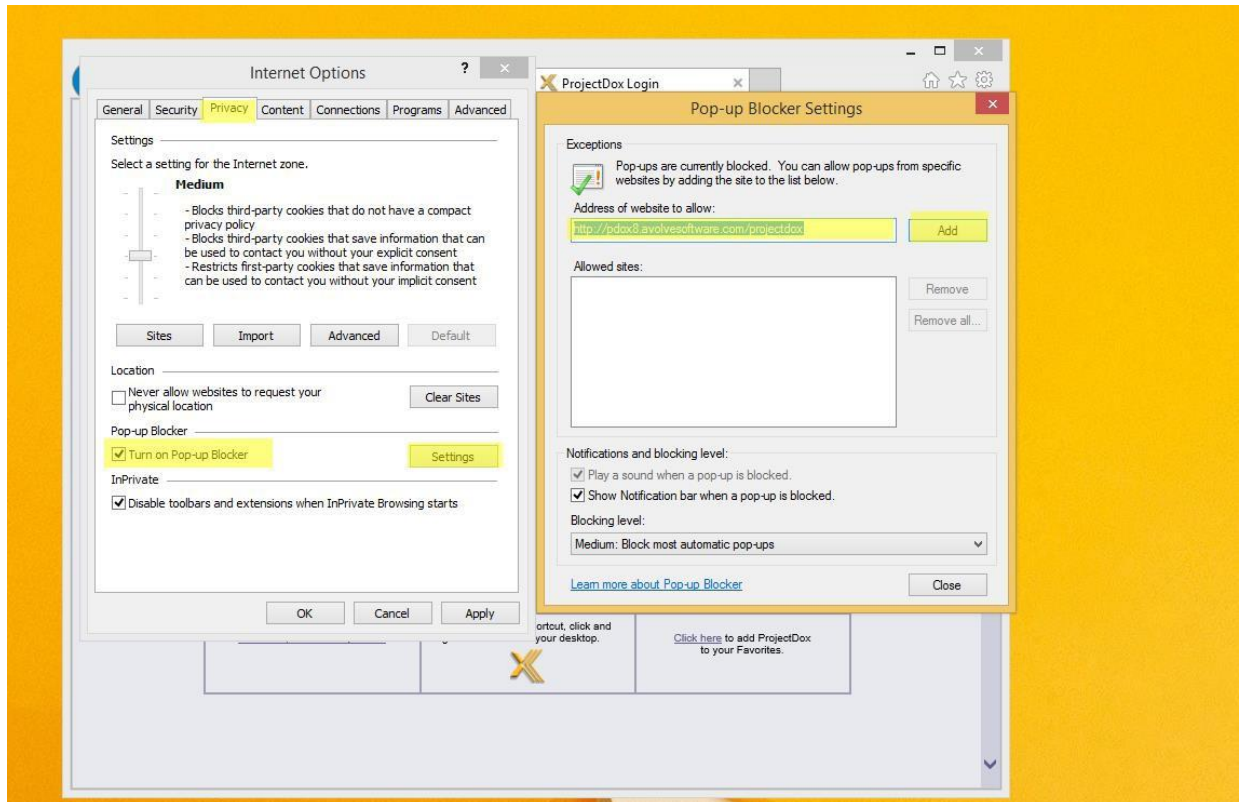 Internet Options
?
General Security Privacy Content Connections Programs Advanced
Settings
Select a setting for the Internet zone.
Medium
- Blocks third-party cookies that do not have a compact
privacy policy
- Blocks third-party cookies that save information that can
be used to contact you without your explicit consent
- Restricts first-party cookies that save information that
can be used to contact you without your implicit consent
Sites Import Advanced Default
Location
Never allow websites to request your
physical location
Clear Sites
Pop-up Blocker
Turn on Pop-up Blocker
Settings
InPrivate
Disable toolbars and extensions when InPrivate Browsing starts
OK Cancel Apply
ProjectDox Login
Pop-up Blocker Settings
Exceptions
Pop-ups are currently blocked. You can allow pop-ups from specific
websites by adding the site to the list below.
Address of website to allow:
http://pdox8.avolvesoftware.com/projectdox
Add
Allowed sites:
Remove
Remove all...
Notifications and blocking level:
Play a sound when a pop-up is blocked.
Show Notification bar when a pop-up is blocked.
Blocking level:
Medium: Block most automatic pop-ups
Learn more about Pop-up Blocker
Close
click and
your desktop.
Click here to add ProjectDox
to your Favorites.